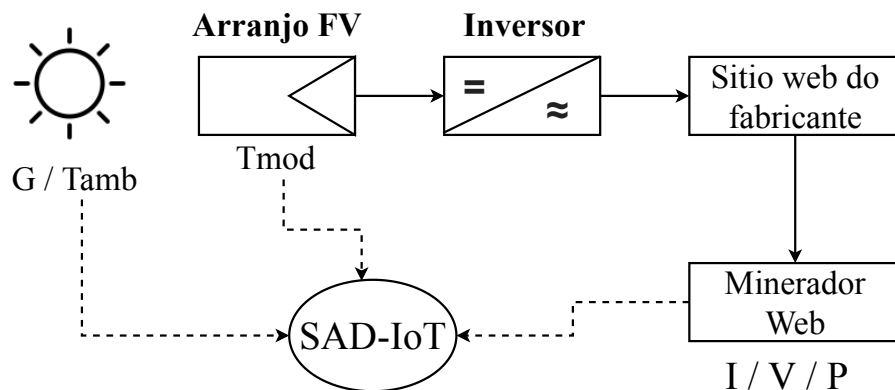 Arranjo FV
Inversor
=
≈
Sitio web do
fabricante
G / Tamb
Tmod
SAD-IoT
Minerador
Web
I / V / P